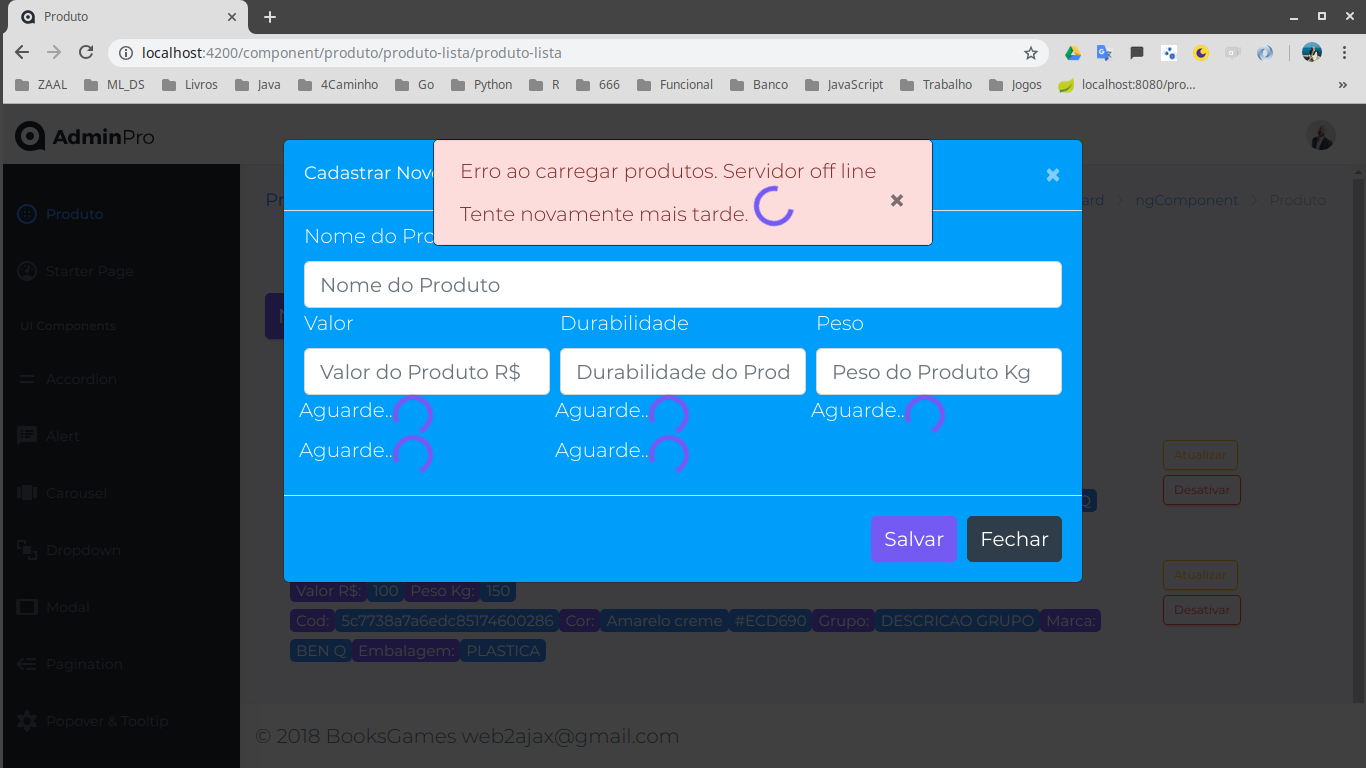 Produto
localhost:4200/component/produto/produto-lista/produto-lista
ZAAL ML_DS Livros Java 4Caminho Go Python R 666 Funcional Banco JavaScript Trabalho Jogos localhost:8080/pro... »
AdminPro
Cadastrar Nov
Erro ao carregar produtos. Servidor off line
Tente novamente mais tarde.
Produto
ngComponent
Produto
Nome do Pro
Nome do Produto
Valor Durabilidade Peso
Valor do Produto R$ Durabilidade do Prod Peso do Produto Kg
Aguarde.. Aguarde.. Aguarde..
Aguarde.. Aguarde..
Salvar Fechar
Starter Page
UI Components
Accordion
Alert
Carousel
Dropdown
Modal
Pagination
Popover & Tooltip
Atualizar
Desativar
Atualizar
Desativar
Valor R$: 100 Peso Kg: 150
Cod: 5c7738a7a6edc85174600286 Cor: Amarelo creme #ECD690 Grupo: DESCRICAO GRUPO Marca:
BEN Q Embalagem: PLASTICA
© 2018 BooksGames web2ajax@gmail.com